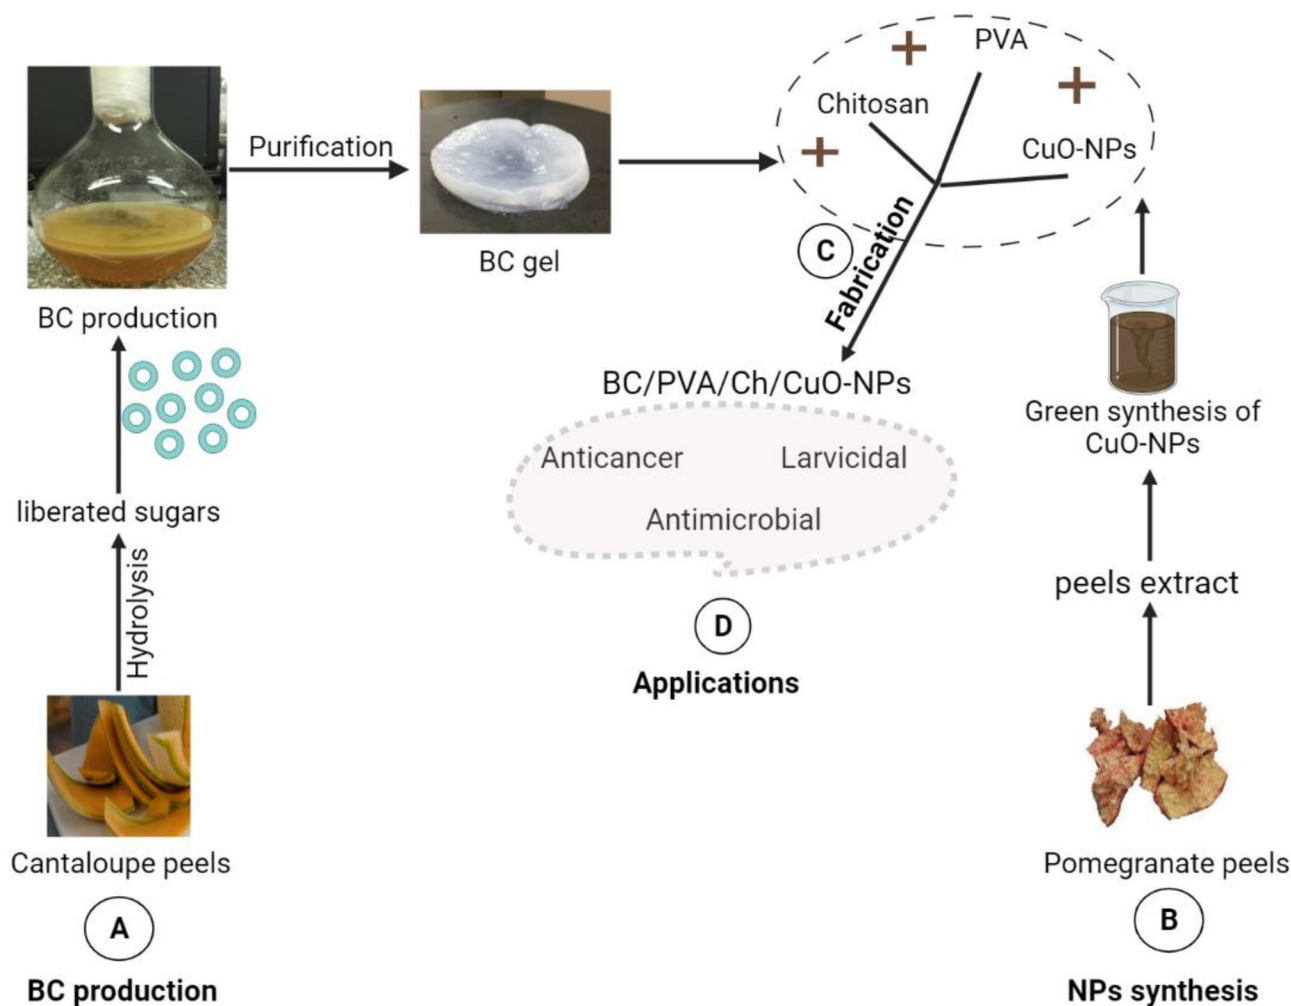 PVA
Chitosan
CuO-NPs
Purification
BC gel
C
Fabrication
BC production
BC/PVA/Ch/CuO-NPs
Green synthesis of
CuO-NPs
Anticancer
Larvicidal
Antimicrobial
liberated sugars
Hydrolysis
peels extract
D
Applications
Cantaloupe peels
Pomegranate peels
A
B
BC production
NPs synthesis